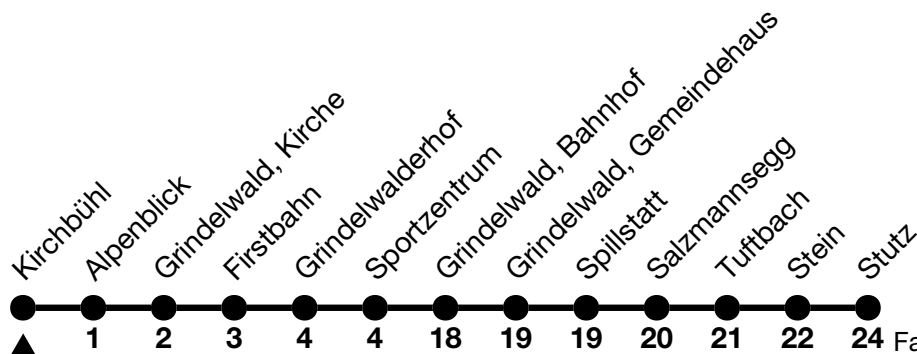 Kirchbühl
Alpenblick
Grindelwald, Kirche
Firstbahn
Grindelwalderhof
Sportzentrum
Grindelwald, Bahnhof
Grindelwald, Gemeindehaus
Spillstatt
Salzmannsegg
Tuftbach
Stein
Stutz
1 2 3 4 4 18 19 19 20 21 22 24 Fa